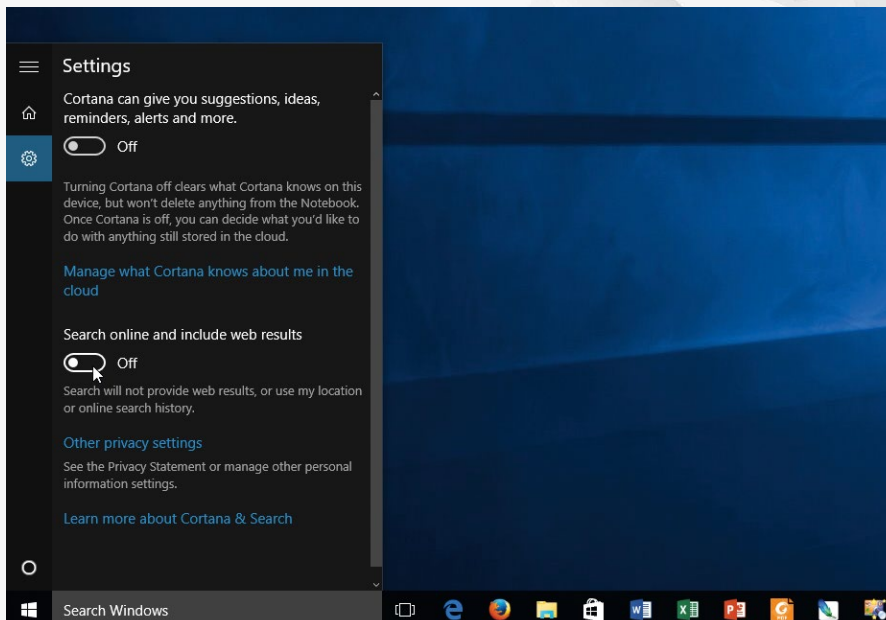 Settings
Cortana can give you suggestions, ideas,
reminders, alerts and more.
Off
Turning Cortana off clears what Cortana knows on this
device, but won't delete anything from the Notebook.
Once Cortana is off, you can decide what you'd like to
do with anything still stored in the cloud.
Manage what Cortana knows about me in the
cloud
Search online and include web results
Off
Search will not provide web results, or use my location
or online search history.
Other privacy settings
See the Privacy Statement or manage other personal
information settings.
Learn more about Cortana & Search
Search Windows